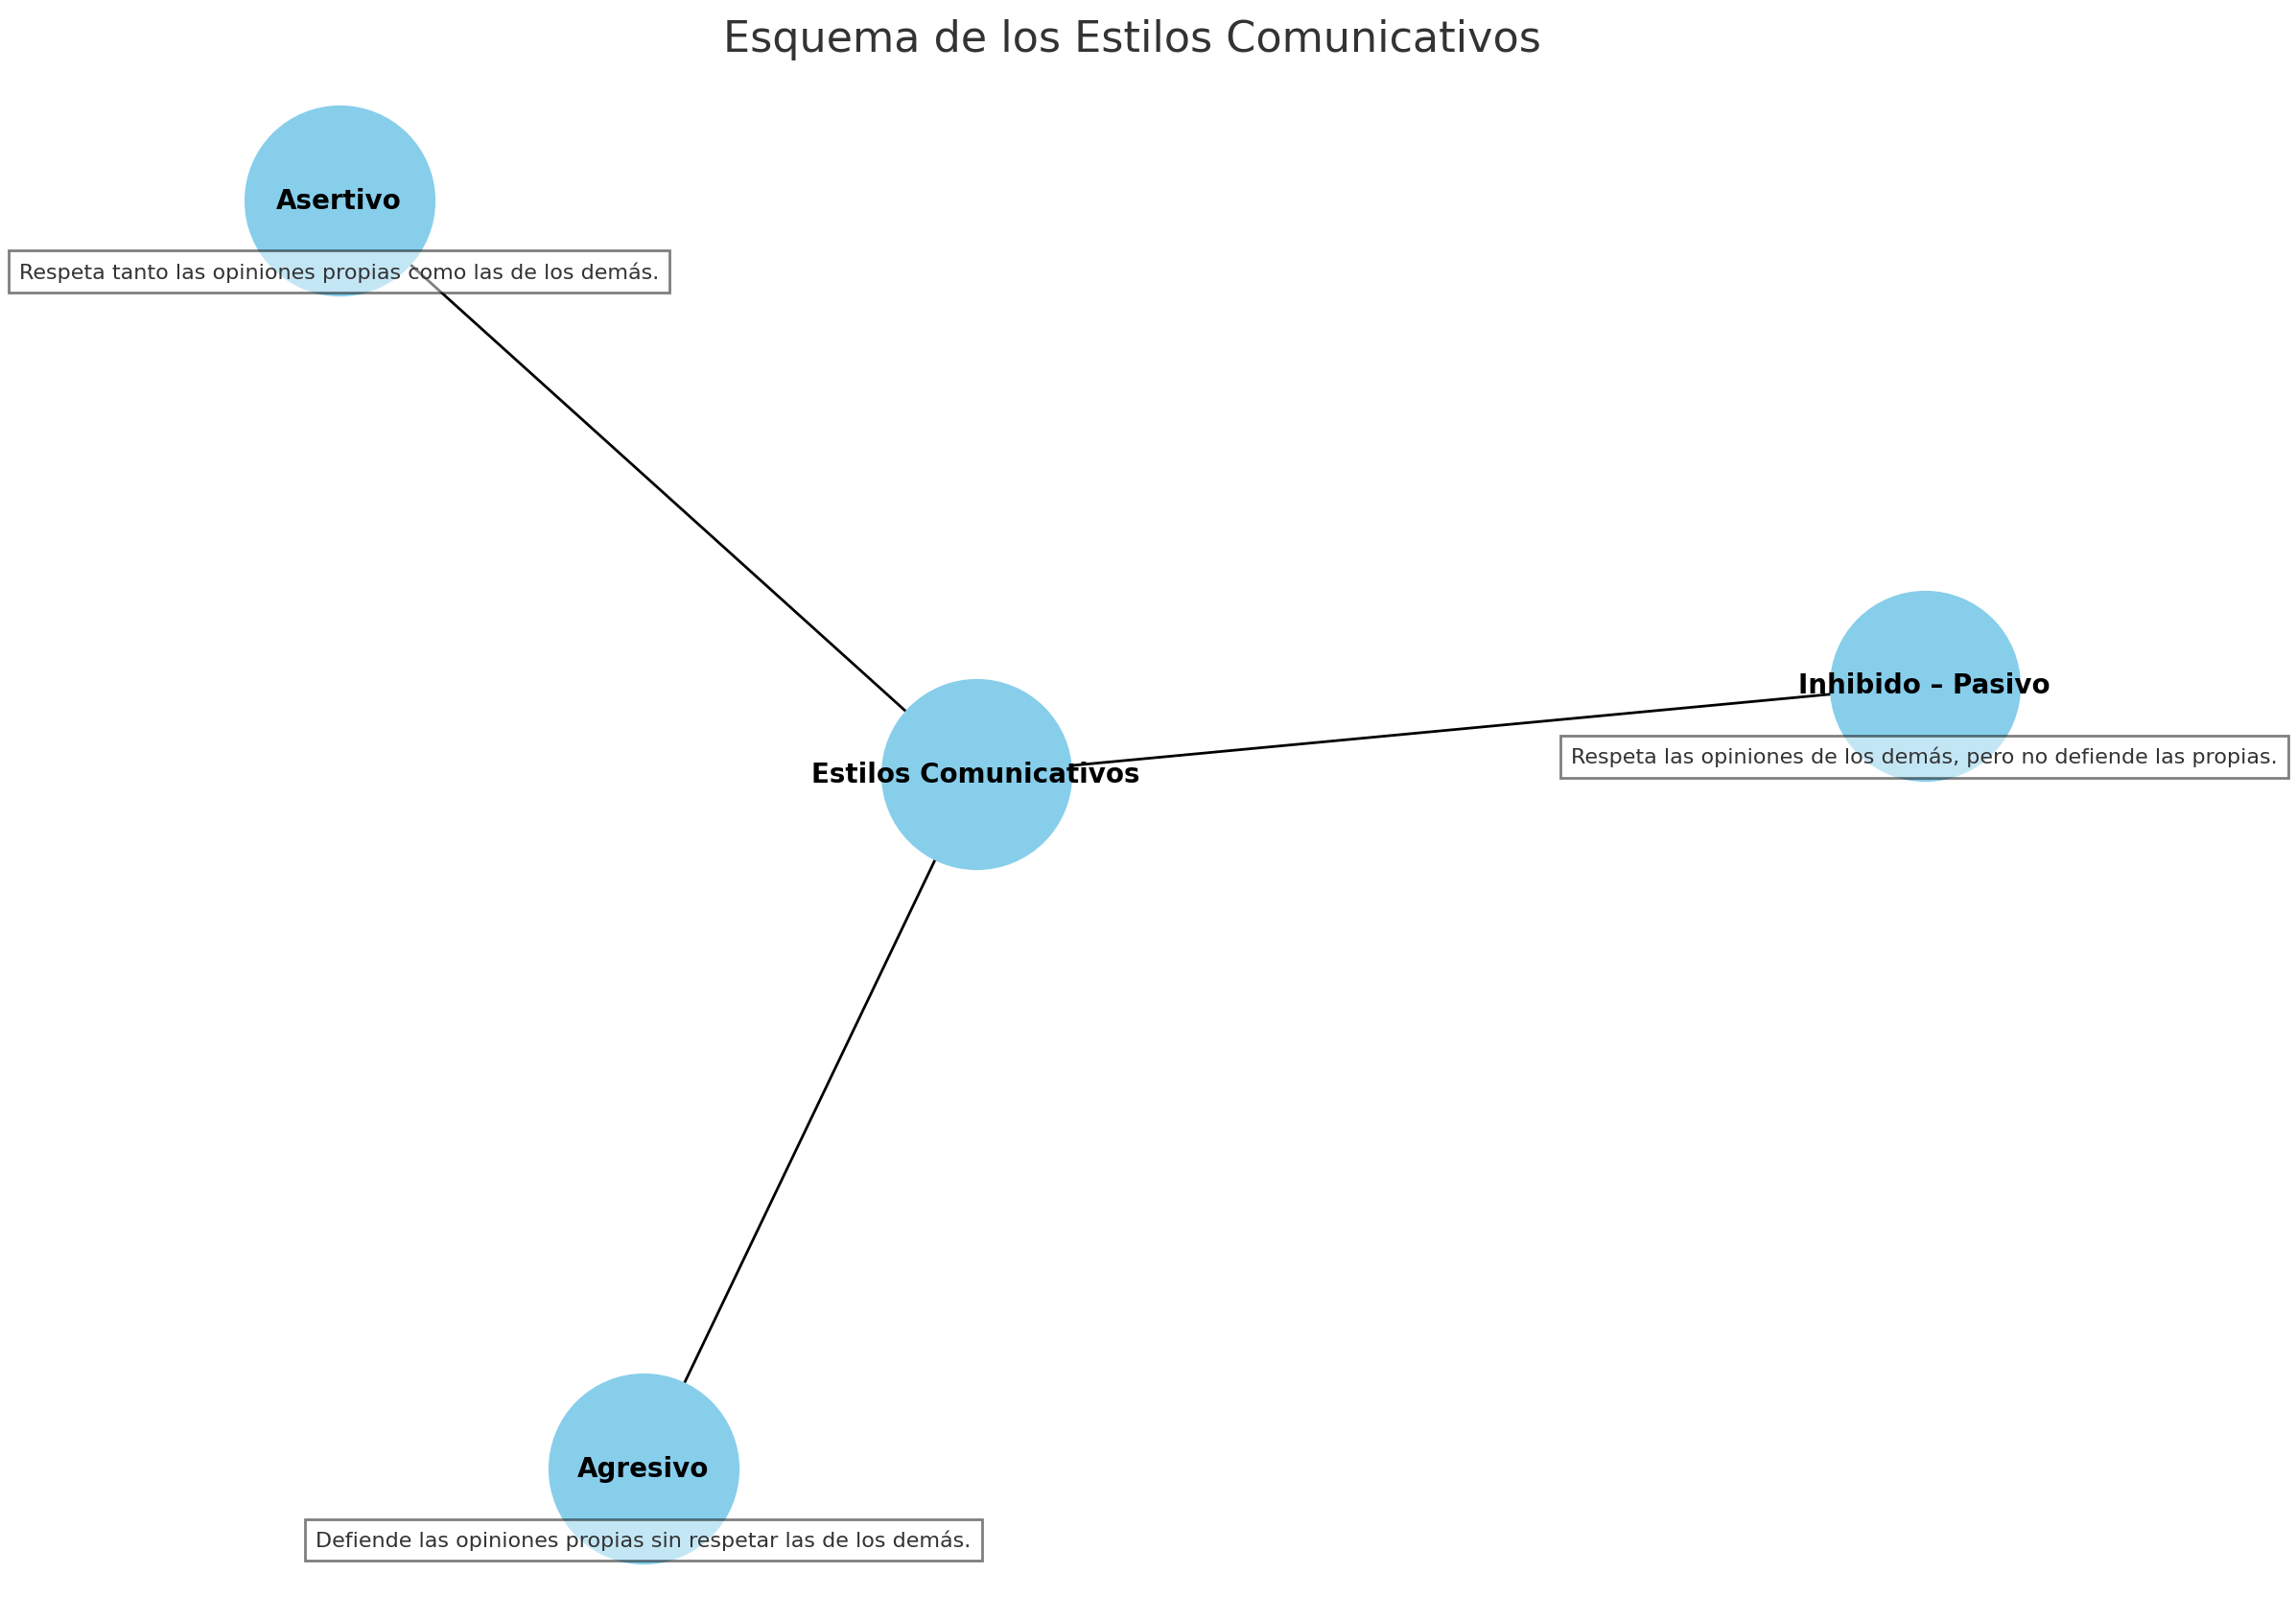 Esquema de los Estilos Comunicativos
Asertivo
Respeta tanto las opiniones propias como las de los demás.
Inhibido – Pasivo
Respeta las opiniones de los demás, pero no defiende las propias.
Estilos Comunicativos
Agresivo
Defiende las opiniones propias sin respetar las de los demás.